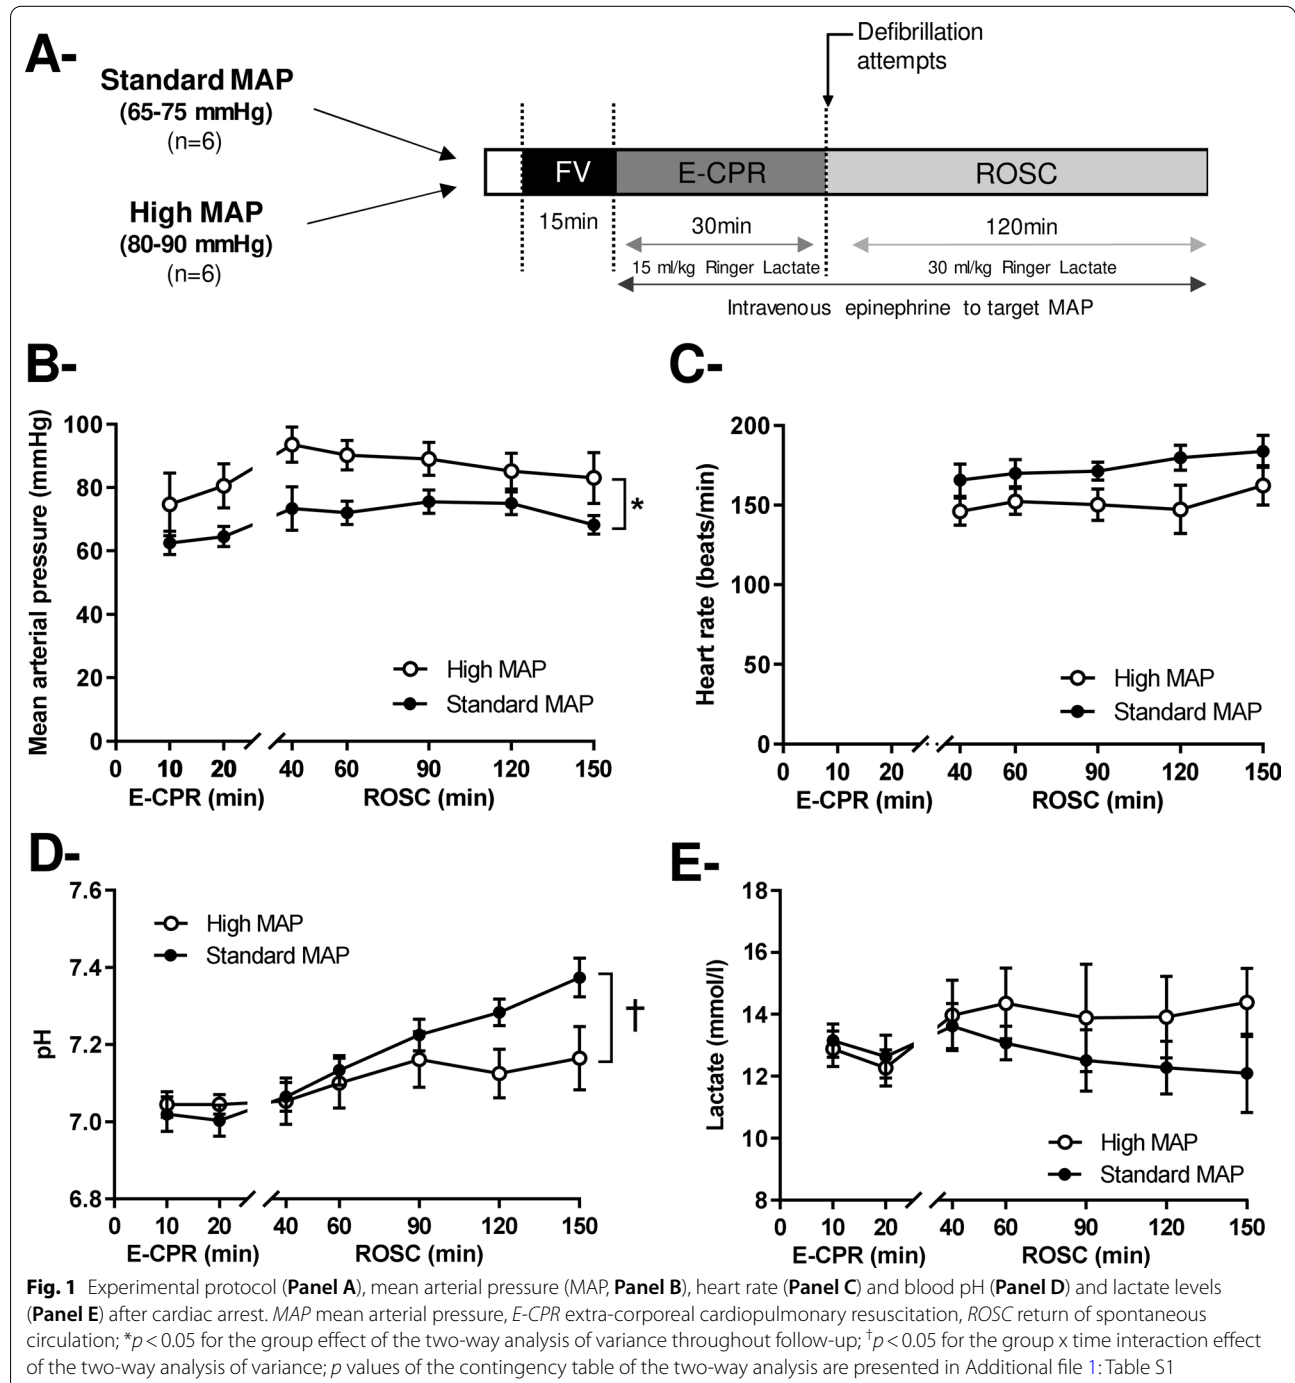 A-
Standard MAP
(65-75 mmHg)
(n=6)
High MAP
(80-90 mmHg)
(n=6)
Defibrillation
attempts
FV
E-CPR
ROSC
15min
30min
120min
15 ml/kg Ringer Lactate
30 ml/kg Ringer Lactate
Intravenous epinephrine to target MAP
B-
Mean arterial pressure (mmHg)
100
80
60
40
20
0
High MAP
Standard MAP
0 10 20 40 60 90 120 150
E-CPR (min) ROSC (min)
*
C-
Heart rate (beats/min)
200
150
100
50
0
High MAP
Standard MAP
0 10 20 40 60 90 120 150
E-CPR (min) ROSC (min)
D-
pH
7.6
7.4
7.2
7.0
6.8
High MAP
Standard MAP
†
0 10 20 40 60 90 120 150
E-CPR (min) ROSC (min)
E-
Lactate (mmol/l)
18
16
14
12
10
8
High MAP
Standard MAP
0 10 20 40 60 90 120 150
E-CPR (min) ROSC (min)
Fig. 1 Experimental protocol (Panel A), mean arterial pressure (MAP, Panel B), heart rate (Panel C) and blood pH (Panel D) and lactate levels
(Panel E) after cardiac arrest. MAP mean arterial pressure, E-CPR extra-corporeal cardiopulmonary resuscitation, ROSC return of spontaneous
circulation; *p < 0.05 for the group effect of the two-way analysis of variance throughout follow-up; †p < 0.05 for the group x time interaction effect
of the two-way analysis of variance; p values of the contingency table of the two-way analysis are presented in Additional file 1: Table S1